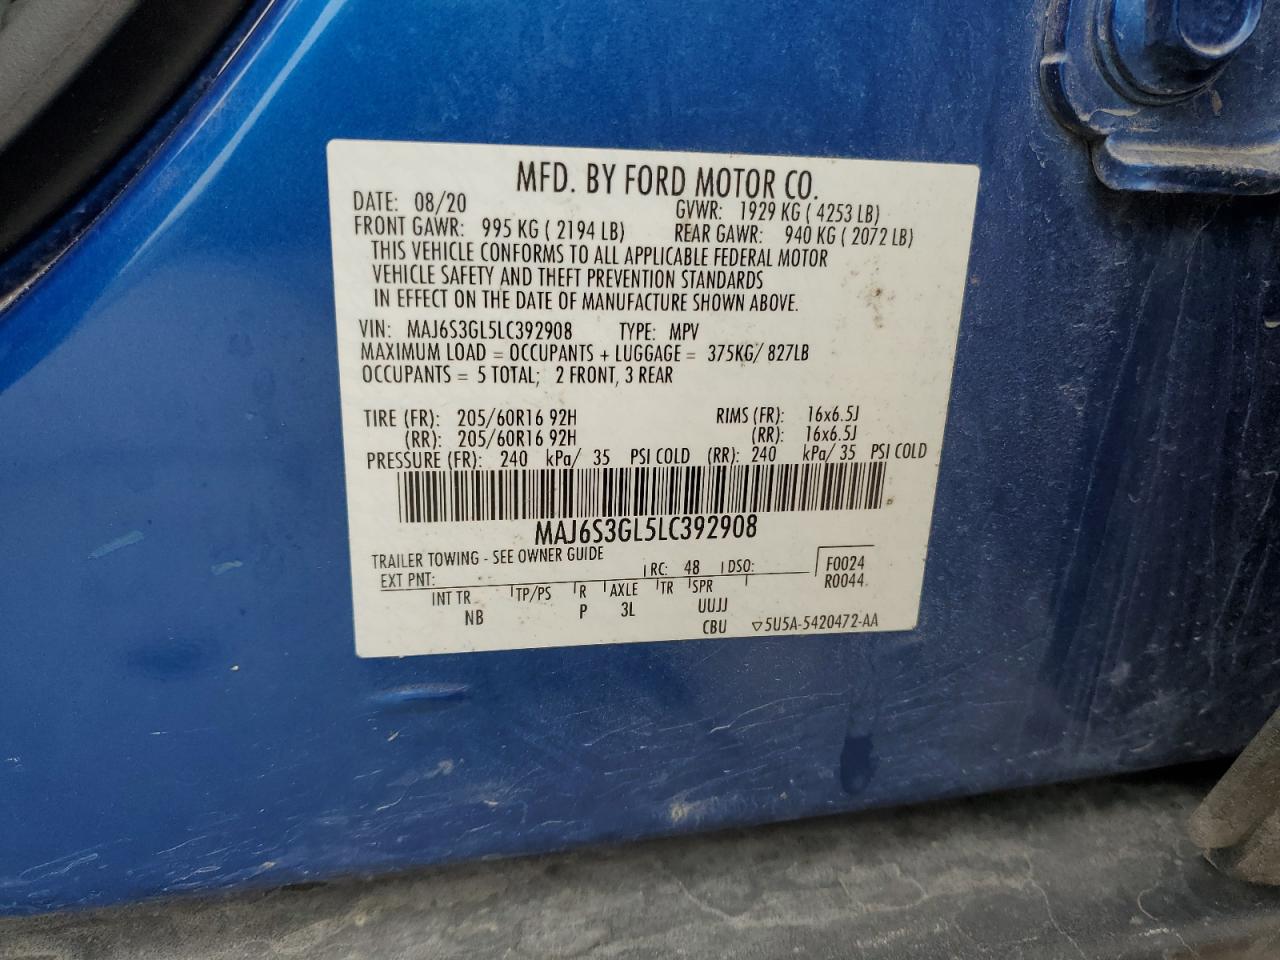 MFD. BY FORD MOTOR CO.
DATE: 08/20 GVWR: 1929 KG ( 4253 LB)
FRONT GAWR: 995 KG ( 2194 LB) REAR GAWR: 940 KG ( 2072 LB)
THIS VEHICLE CONFORMS TO ALL APPLICABLE FEDERAL MOTOR
VEHICLE SAFETY AND THEFT PREVENTION STANDARDS
IN EFFECT ON THE DATE OF MANUFACTURE SHOWN ABOVE.
VIN: MAJ6S3GL5LC392908 TYPE: MPV
MAXIMUM LOAD = OCCUPANTS + LUGGAGE = 375KG/ 827LB
OCCUPANTS = 5 TOTAL; 2 FRONT, 3 REAR
TIRE (FR): 205/60R16 92H RIMS (FR): 16x6.5J
(RR): 205/60R16 92H (RR): 16x6.5J
PRESSURE (FR): 240 kPa/ 35 PSI COLD (RR): 240 kPa/ 35 PSI COLD
MAJ6S3GL5LC392908
TRAILER TOWING - SEE OWNER GUIDE
EXT PNT: RC: 48 DSO: F0024
R0044
INT TR TP/PS R AXLE TR SPR
NB P 3L UUJJ
CBU ▽5U5A-5420472-AA